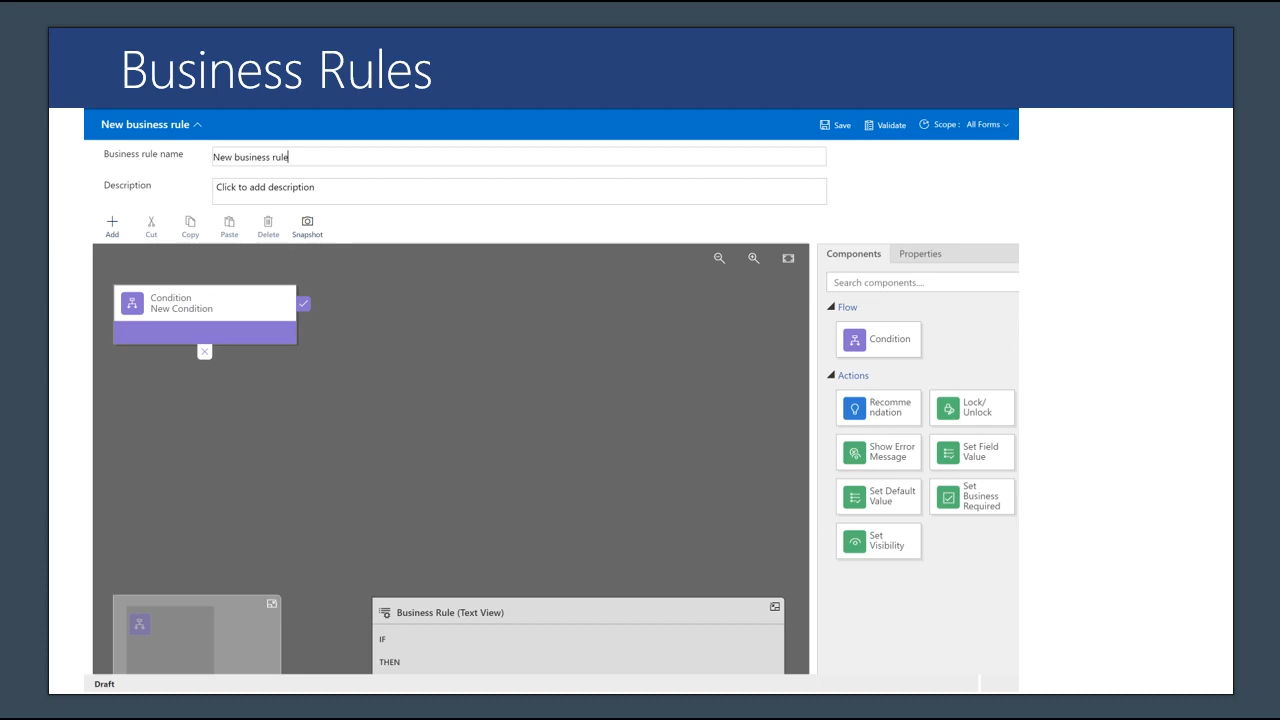 Business Rules
New business rule
Save
Validate
Scope :
All Forms
Business rule name
New business rule
Description
Click to add description
Add
Cut
Copy
Paste
Delete
Snapshot
Condition
New Condition
Components
Properties
Search components....
Flow
Condition
Actions
Recomme
ndation
Lock/
Unlock
Show Error
Message
Set Field
Value
Set Default
Value
Set
Business
Required
Set
Visibility
Business Rule (Text View)
IF
THEN
Draft